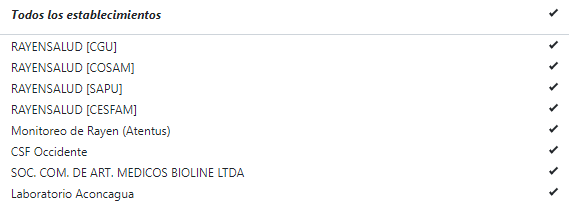 Todos los establecimientos
RAYENSALUD [CGU]
RAYENSALUD [COSAM]
RAYENSALUD [SAPU]
RAYENSALUD [CESFAM]
Monitoreo de Rayen (Atentus)
CSF Occidente
SOC. COM. DE ART. MEDICOS BIOLINE LTDA
Laboratorio Aconcagua